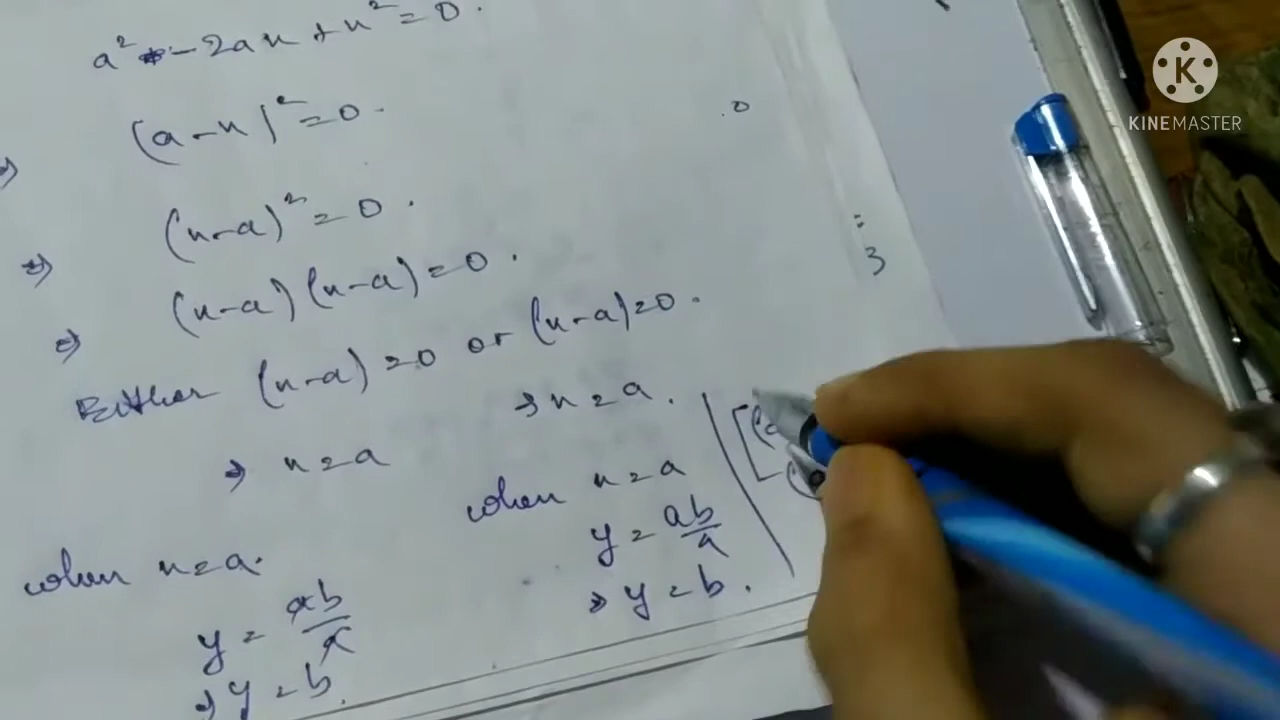 a² - 2ax + x² = 0.
(a-x)² = 0.
⇒ (x-a)² = 0.
⇒ (x-a)(x-a) = 0.
Either (x-a) = 0 or (x-a) = 0.
⇒ x = a
⇒ x = a.
when x = a.
y = ab/a
⇒ y = b.
when x = a
y = ab/a
⇒ y = b.
= 3
KINEMASTER